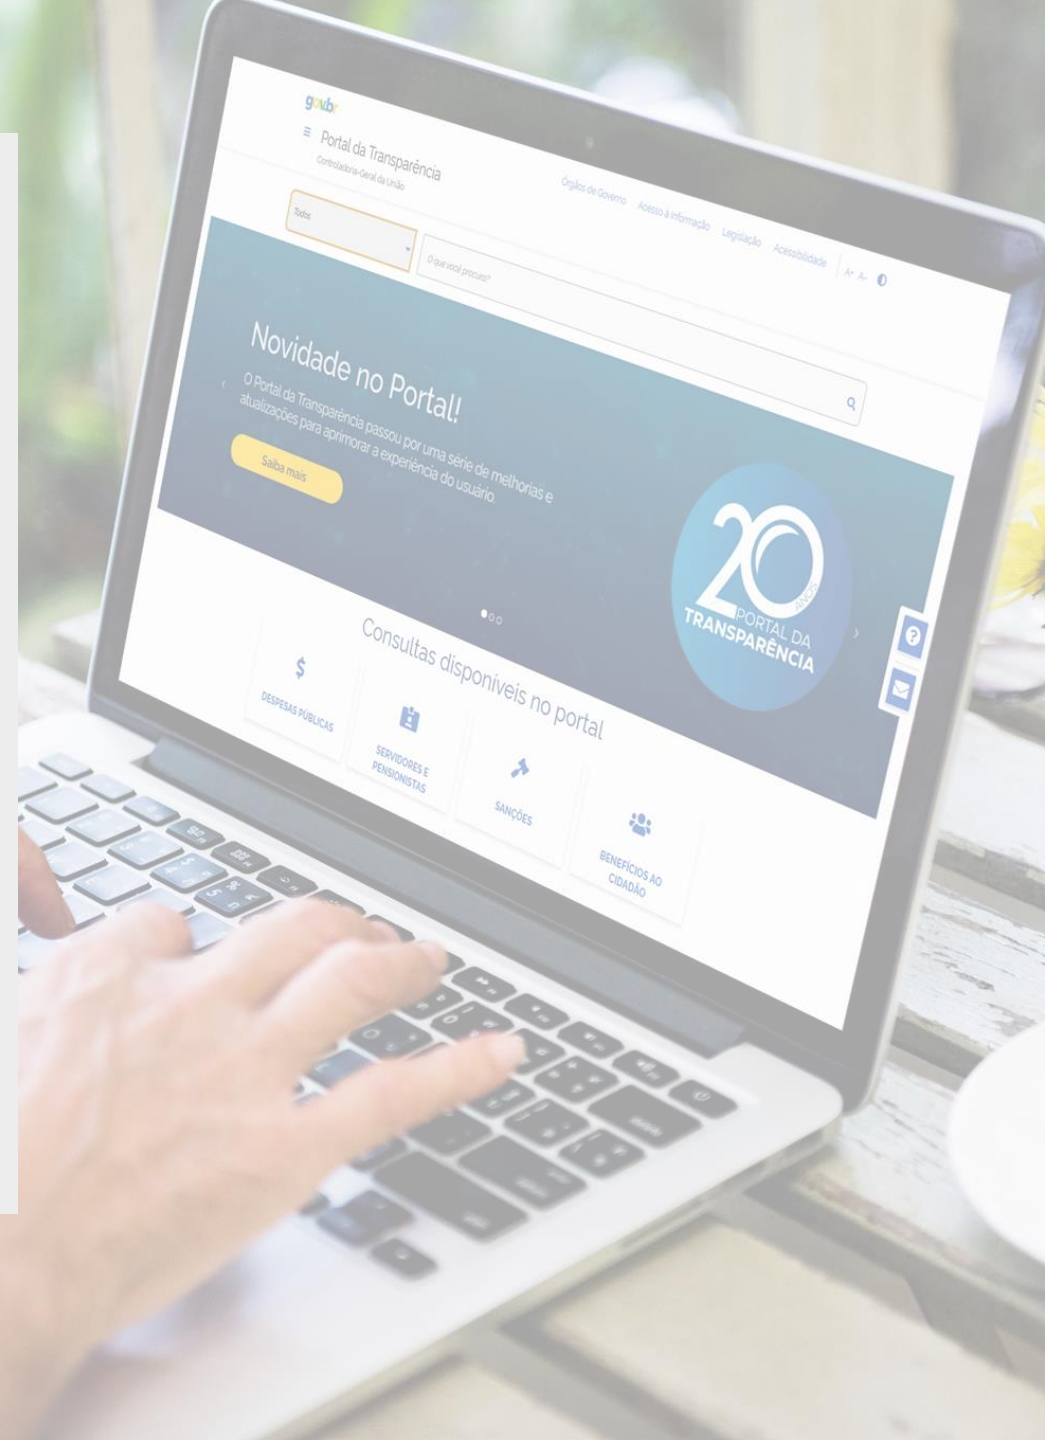 gov.br
Portal da Transparência
Controladoria-Geral da União
Órgãos de Governo Acesso à Informação Legislação Acessibilidade A+ A-
Todos
O que você procura?
Novidade no Portal!
O Portal da Transparência passou por uma série de melhorias e
atualizações para aprimorar a experiência do usuário.
Saiba mais
20
ANOS
PORTAL DA
TRANSPARÊNCIA
Consultas disponíveis no portal
DESPESAS PÚBLICAS
SERVIDORES E
PENSIONISTAS
SANÇÕES
BENEFÍCIOS AO
CIDADÃO